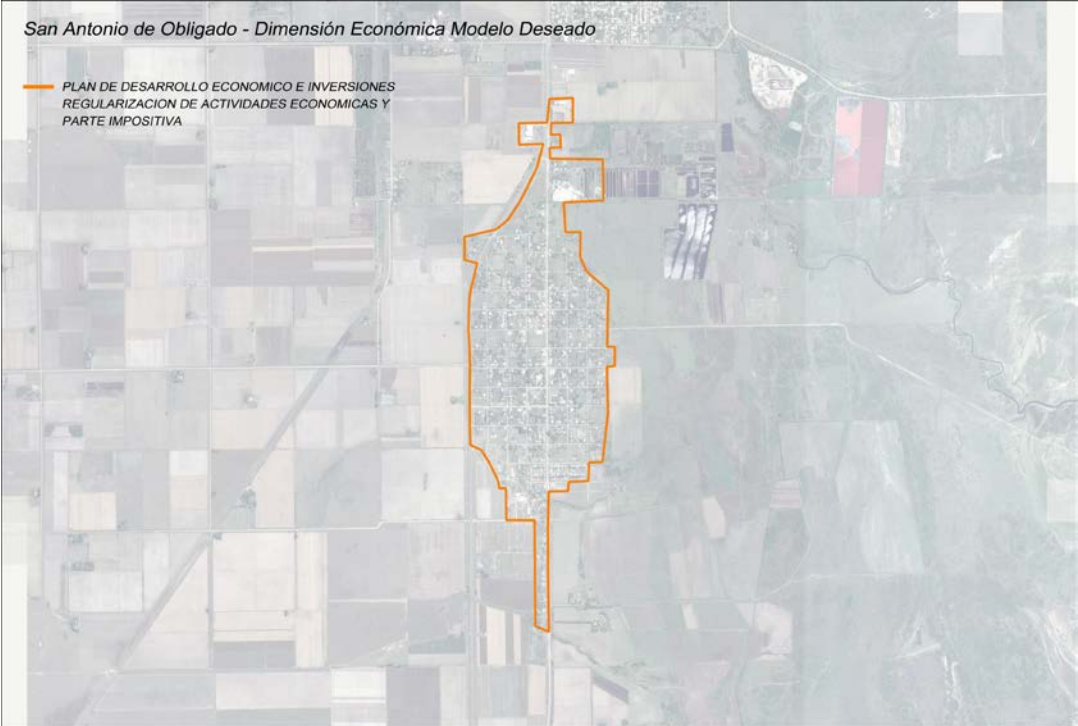 San Antonio de Obligado - Dimensión Económica Modelo Deseado
PLAN DE DESARROLLO ECONOMICO E INVERSIONES
REGULARIZACION DE ACTIVIDADES ECONOMICAS Y
PARTE IMPOSITIVA